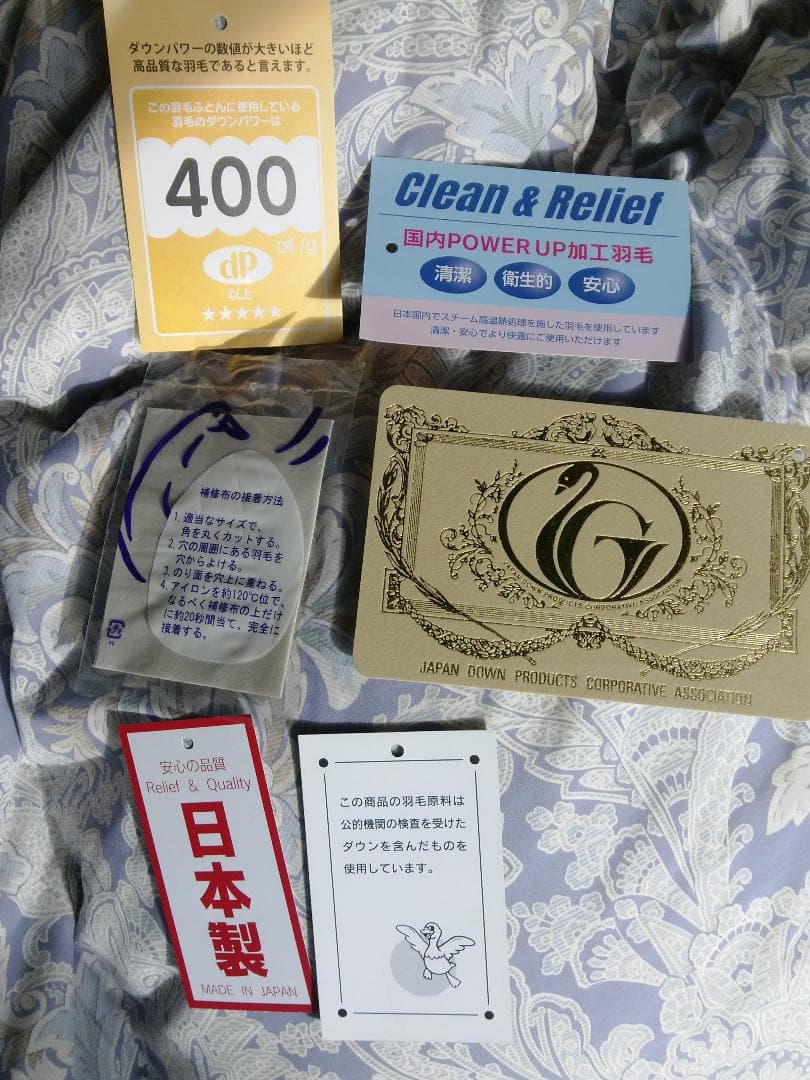 ダウンパワーの数値が大きいほど
高品質な羽毛であると言えます。
この羽毛ふとんに使用している
羽毛のダウンパワーは
400
cm³/g
dp
以上
★★★★★
Clean & Relief
国内POWER UP加工羽毛
清潔 衛生的 安心
日本国内でスチーム高温熱処理を施した羽毛を使用しています
清潔・安心でより快適にご使用いただけます
補修布の接着方法
1. 適当なサイズで、
角を丸くカットする。
2. 穴の周囲にある羽毛を
穴からよける。
3. のり面を穴上に重ねる。
4. アイロンを約120℃位で、
なるべく補修布の上だけ
に約20秒間当て、完全に
接着する。
プラ
PE
G
JAPAN DOWN PRODUCTS CORPORATIVE ASSOCIATION
JAPAN DOWN PRODUCTS CORPORATIVE ASSOCIATION
安心の品質
Relief & Quality
日本製
MADE IN JAPAN
この商品の羽毛原料は
公的機関の検査を受けた
ダウンを含んだものを
使用しています。